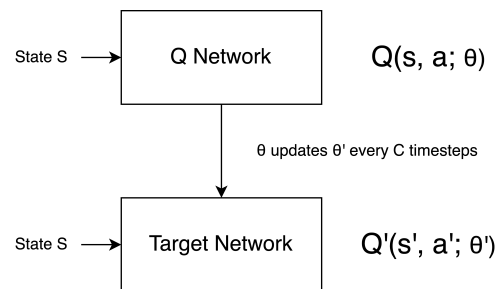 State S
Q Network
Q(s, a; θ)
θ updates θ' every C timesteps
State S
Target Network
Q'(s', a'; θ')